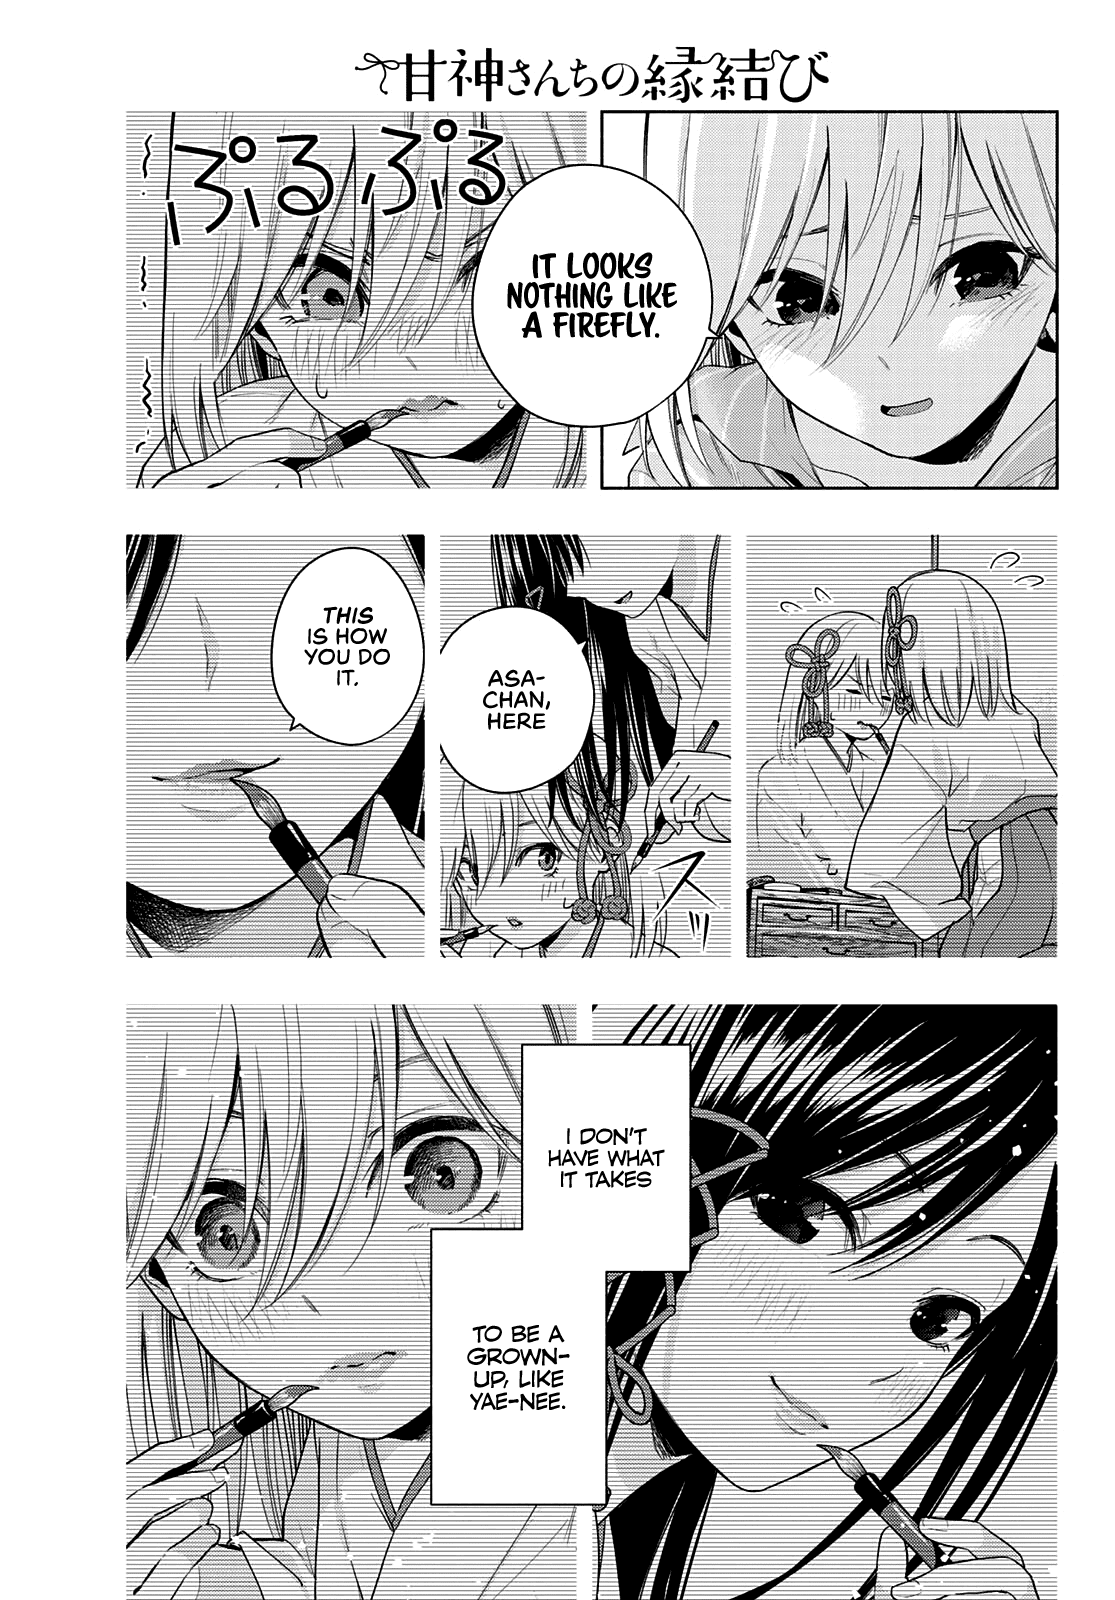 甘神さんちの縁結び
IT LOOKS
NOTHING LIKE
A FIREFLY.
ぷるぷる
ASA-
CHAN,
HERE
スッ
THIS
IS HOW
YOU DO
IT.
I DON'T
HAVE WHAT
IT TAKES
TO BE A
GROWN-
UP, LIKE
YAE-NEE.